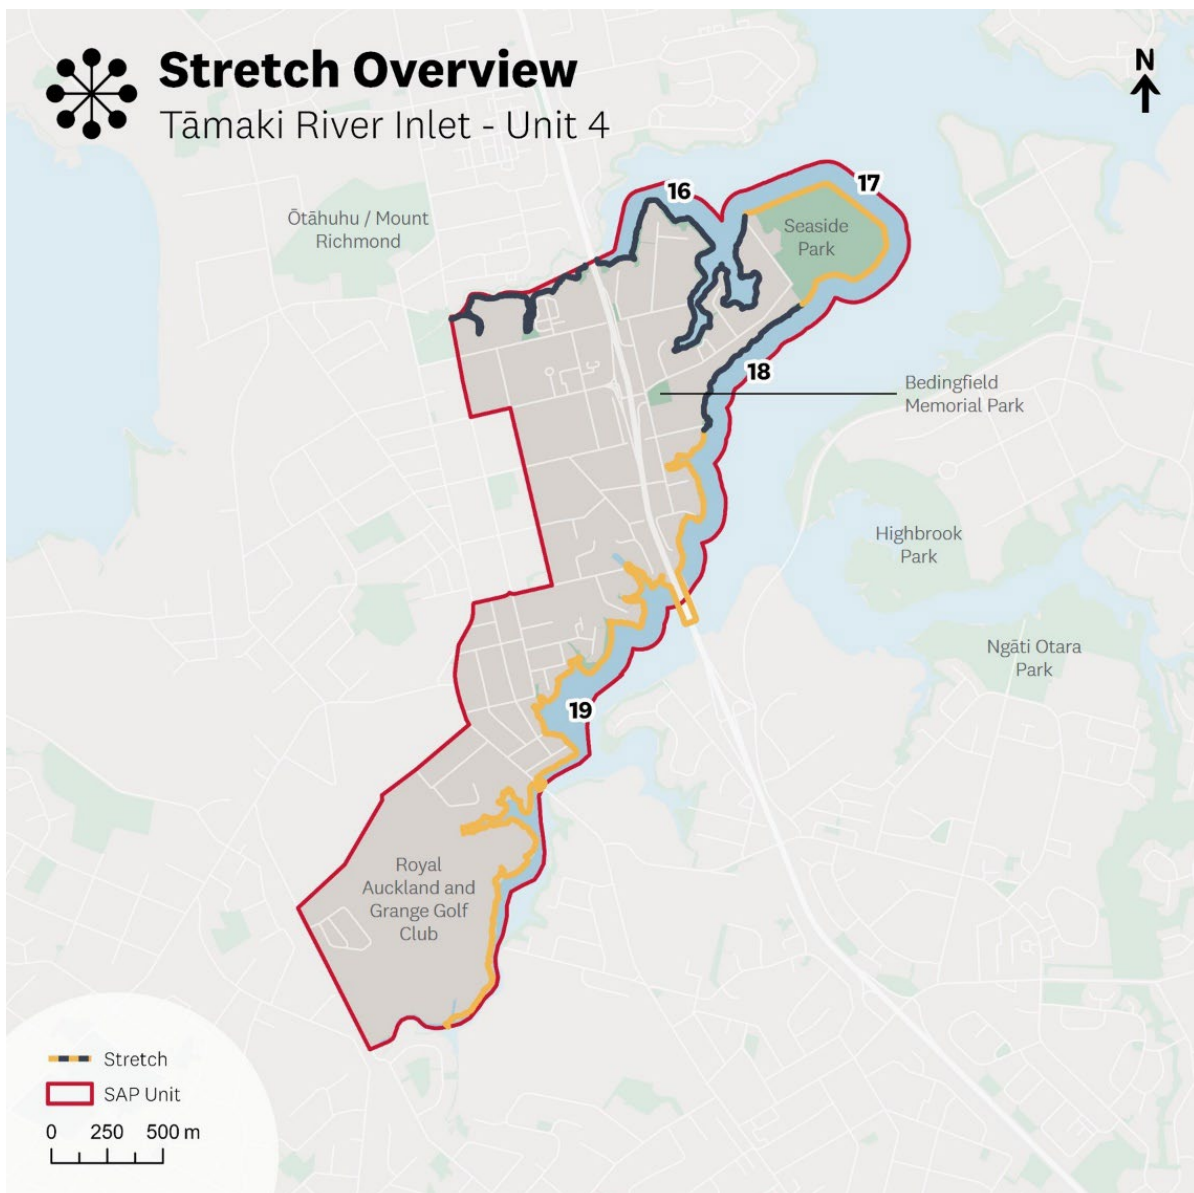 Stretch Overview
Tāmaki River Inlet - Unit 4
N
16
17
Ōtāhuhu / Mount
Richmond
Seaside
Park
18
Bedingfield
Memorial Park
Highbrook
Park
Ngāti Otara
Park
19
Royal
Auckland and
Grange Golf
Club
Stretch
SAP Unit
0 250 500 m